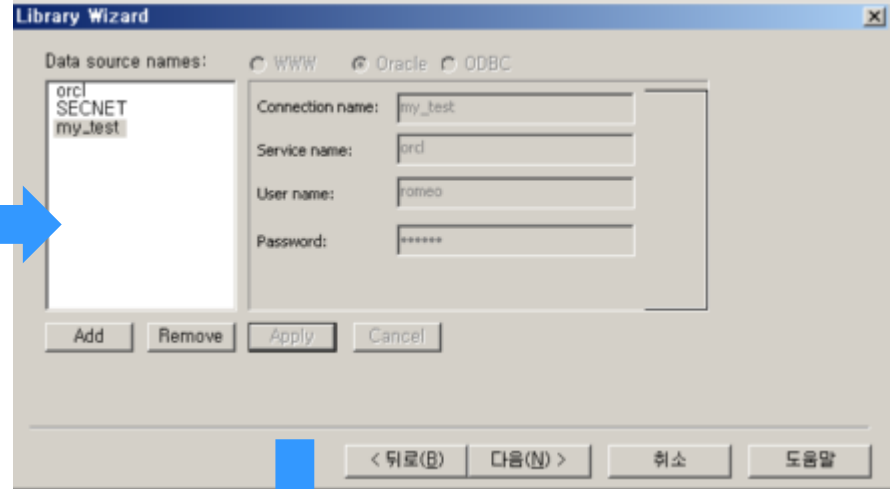 Library Wizard
Data source names:
WWW Oracle ODBC
orcl
SECNET
my_test
Connection name: my_test
Service name: orcl
User name: romeo
Password: ******
Add Remove Apply Cancel
< 뒤로(B) 다음(N) > 취소 도움말